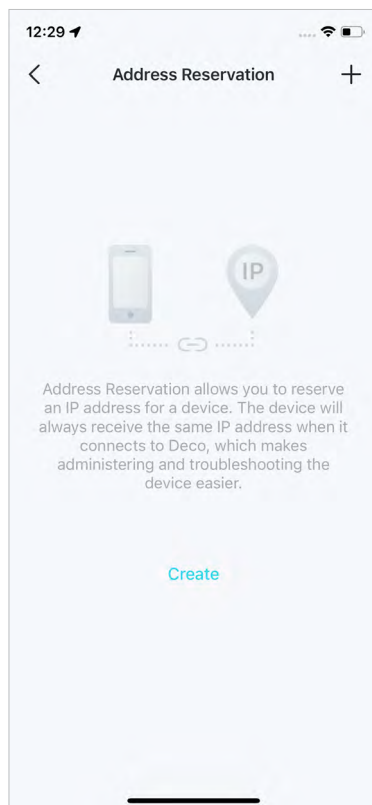 12:29
Address Reservation
IP
Address Reservation allows you to reserve
an IP address for a device. The device will
always receive the same IP address when it
connects to Deco, which makes
administering and troubleshooting the
device easier.
Create